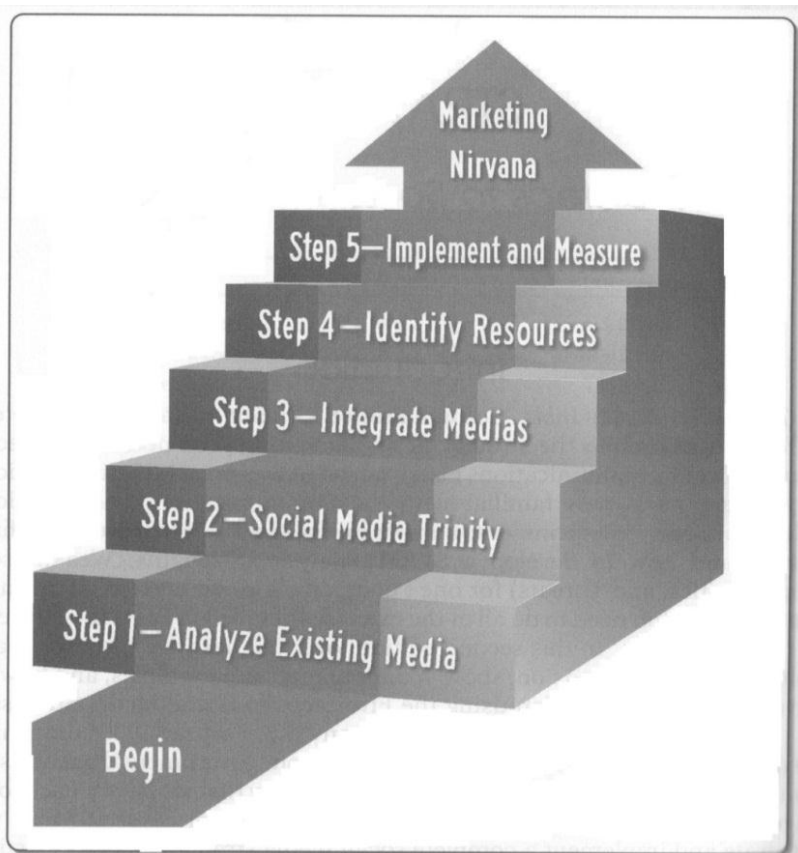 Marketing
Nirvana
Step 5—Implement and Measure
Step 4—Identify Resources
Step 3—Integrate Medias
Step 2—Social Media Trinity
Step 1—Analyze Existing Media
Begin